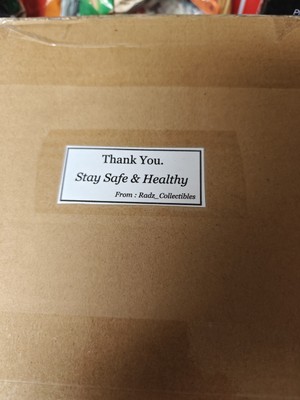 Thank You.
Stay Safe & Healthy
From : Radz_Collectibles